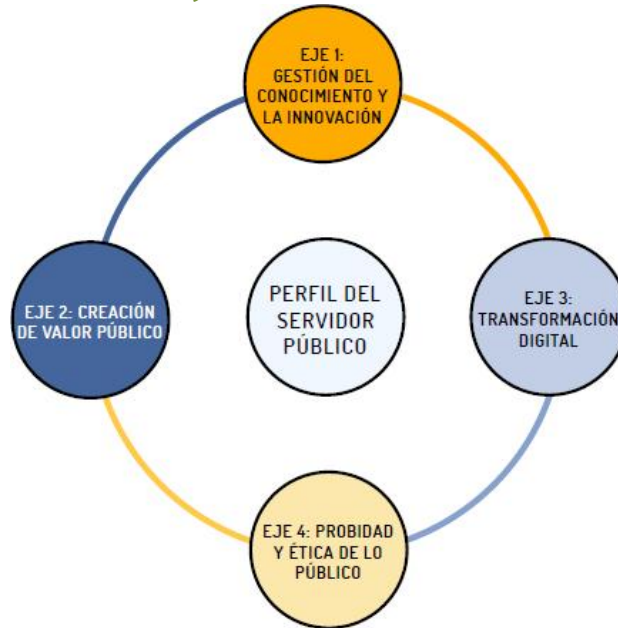 EJE 1:
GESTIÓN DEL
CONOCIMIENTO Y
LA INNOVACIÓN
EJE 2: CREACIÓN
DE VALOR PÚBLICO
PERFIL DEL
SERVIDOR
PÚBLICO
EJE 3:
TRANSFORMACIÓN
DIGITAL
EJE 4: PROBIDAD
Y ÉTICA DE LO
PÚBLICO